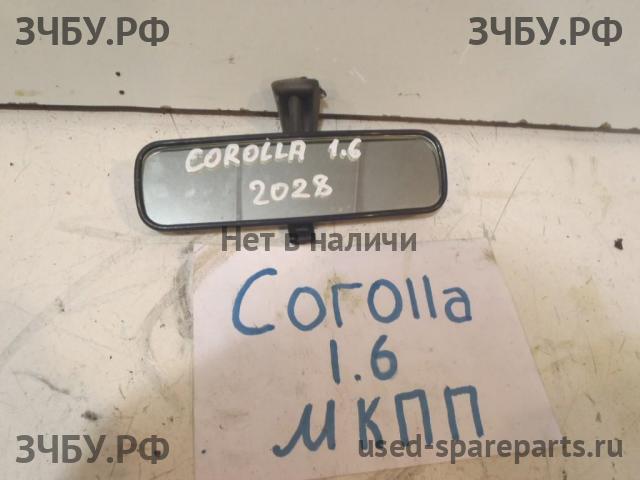 ЗЧБУ.РФ ЗЧБУ.РФ
COROLLA 1.6
2028
Нет в наличи
Corolla
1.6
МКПП
ЗЧБУ.РФ used-spareparts.ru